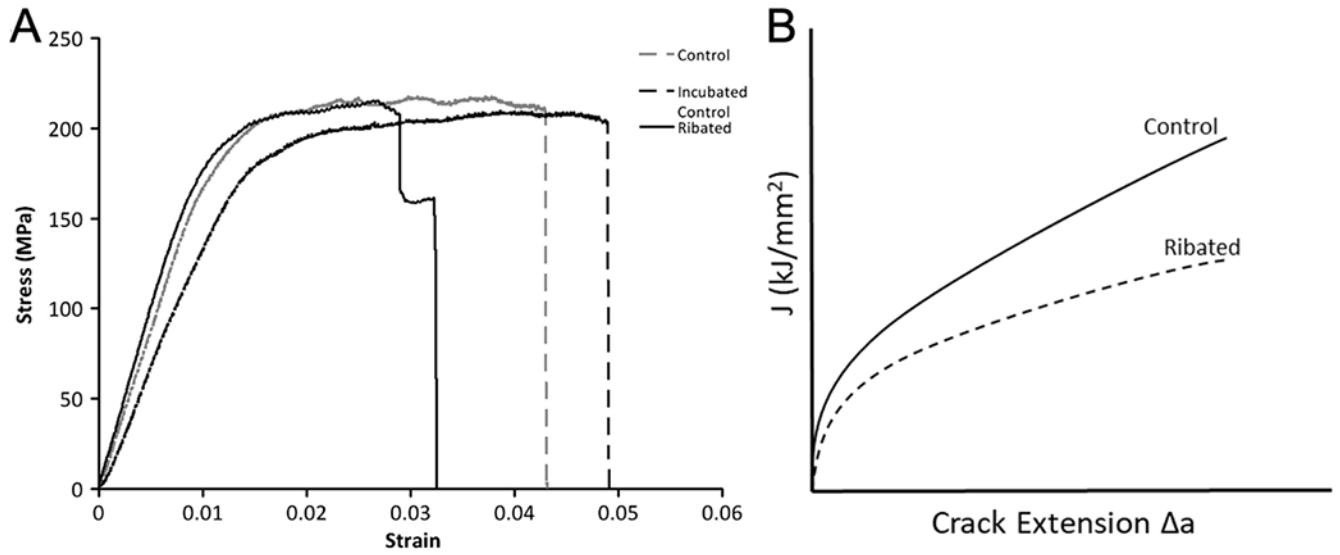 A
250
200
150
100
50
0
Stress (MPa)
0 0.01 0.02 0.03 0.04 0.05 0.06
Strain
Control
Incubated
Control
Ribated
B
J (kJ/mm²)
Control
Ribated
Crack Extension Δa